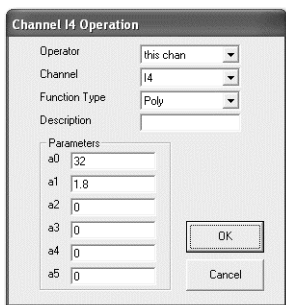 Channel I4 Operation
Operator this chan
Channel I4
Function Type Poly
Description
Parameters
a0 32
a1 1.8
a2 0
a3 0
a4 0
a5 0
OK
Cancel